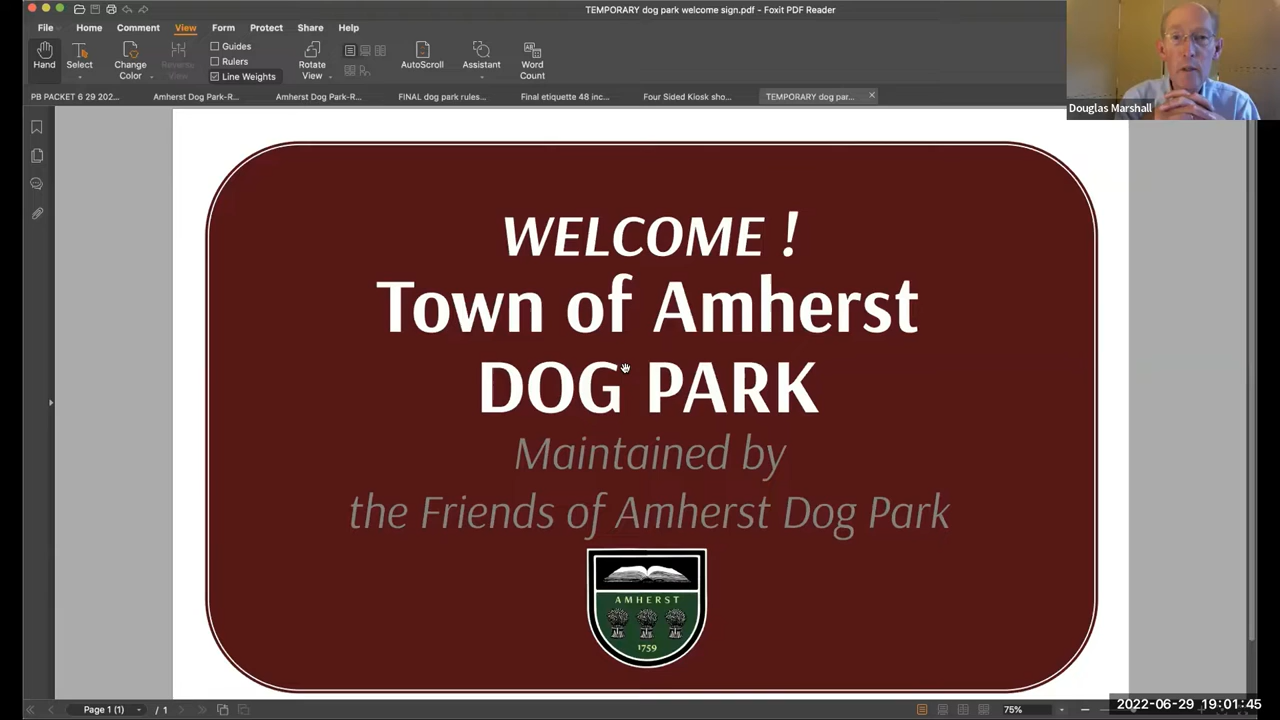 TEMPORARY dog park welcome sign.pdf - Foxit PDF Reader
File Home Comment View Form Protect Share Help
Hand
Select
Change Color
Reverse View
Guides
Rulers
Line Weights
Rotate View
AutoScroll
Assistant
Word Count
PB PACKET 6 29 202... Amherst Dog Park-R... Amherst Dog Park-R... FINAL dog park rules... Final etiquette 48 inc... Four Sided Kiosk sho... TEMPORARY dog par...
Douglas Marshall
WELCOME !
Town of Amherst
DOG PARK
Maintained by
the Friends of Amherst Dog Park
AMHERST
1759
Page 1 (1) / 1
75%
2022-06-29 19:01:45